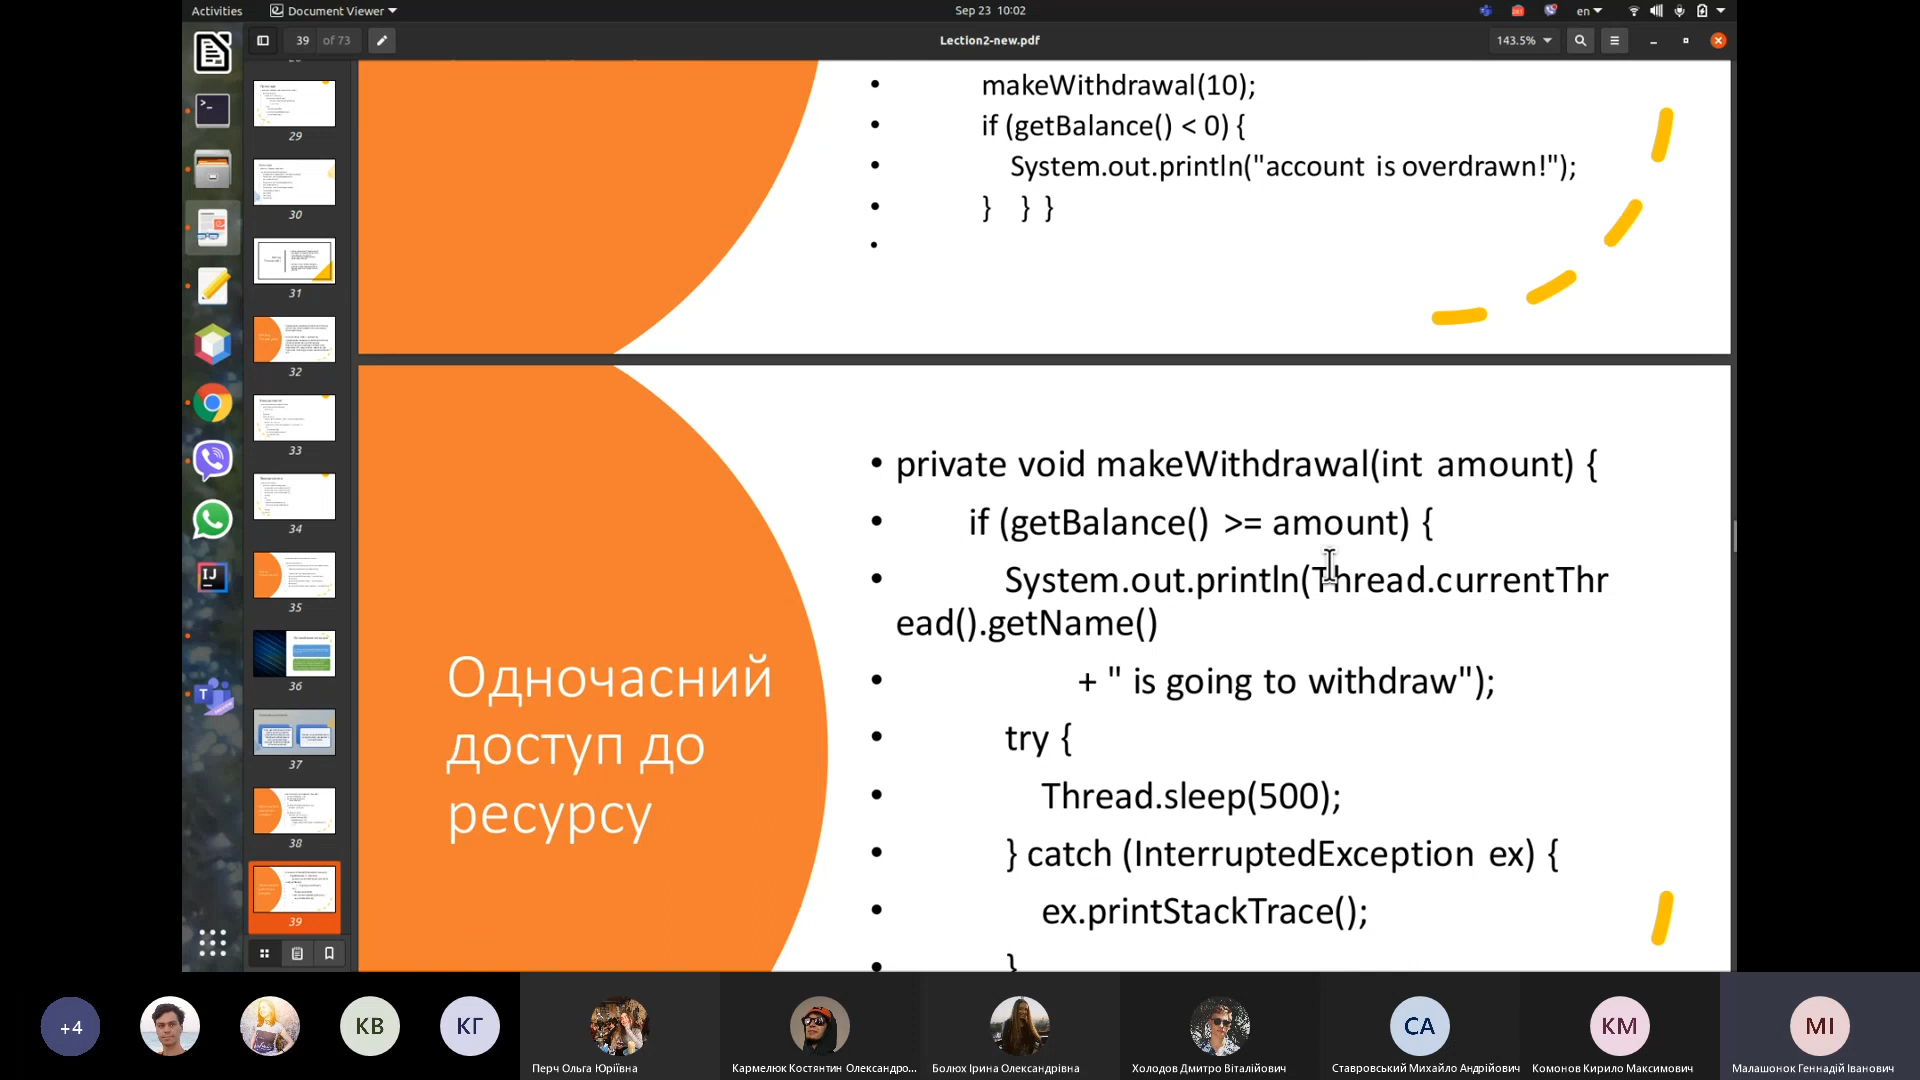 Activities
Document Viewer
Sep 23 10:02
en
39 of 73
Lection2-new.pdf
143.5%
29
30
31
32
33
34
35
36
37
38
39
• makeWithdrawal(10);
• if (getBalance() < 0) {
• System.out.println("account is overdrawn!");
• } } }
•
Одночасний
доступ до
ресурсу
• private void makeWithdrawal(int amount) {
• if (getBalance() >= amount) {
• System.out.println(Thread.currentThr
ead().getName()
• + " is going to withdraw");
• try {
• Thread.sleep(500);
• } catch (InterruptedException ex) {
• ex.printStackTrace();
• }
+4
КВ
КГ
СА
КМ
МІ
Перч Ольга Юріївна
Кармелюк Костянтин Олександро...
Болюх Ірина Олександрівна
Холодов Дмитро Віталійович
Ставровський Михайло Андрійович
Комонов Кирило Максимович
Малашонок Геннадій Іванович